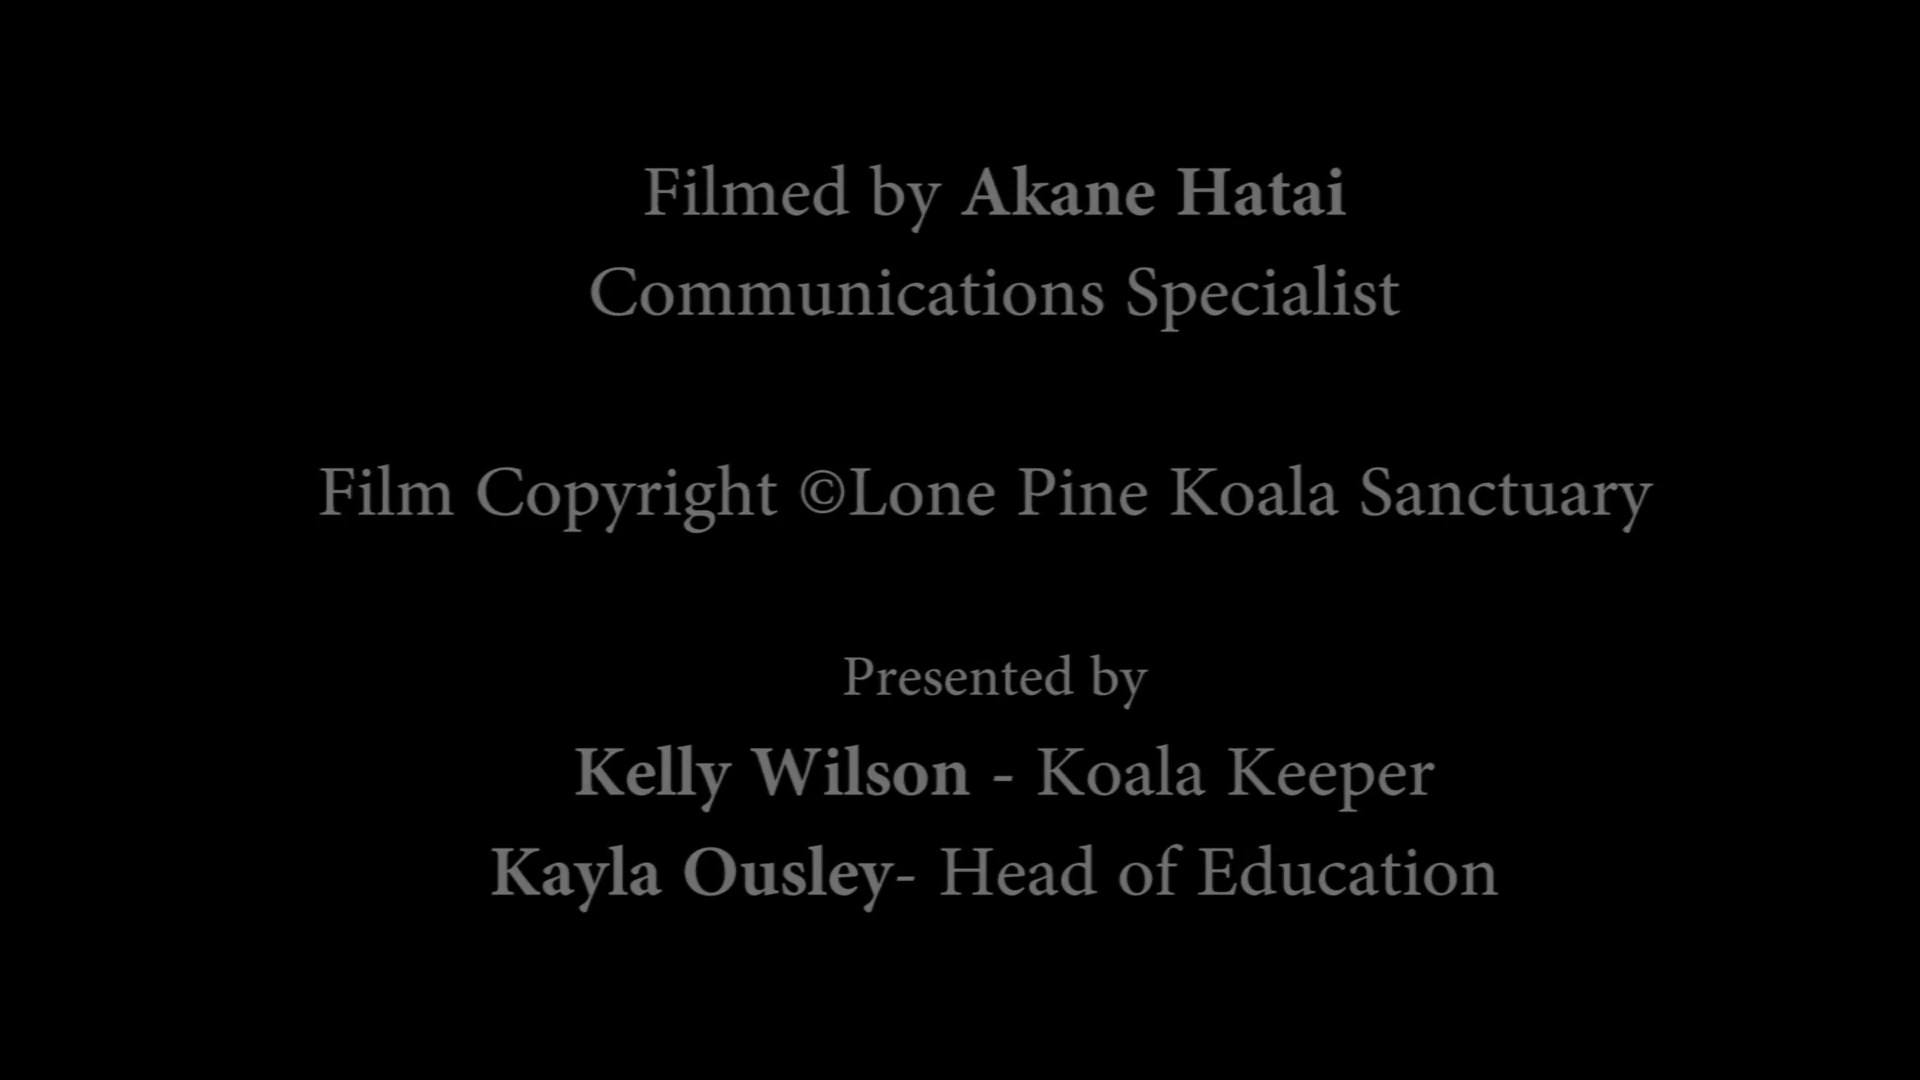 Filmed by Akane Hatai
Communications Specialist
Film Copyright ©Lone Pine Koala Sanctuary
Presented by
Kelly Wilson - Koala Keeper
Kayla Ousley- Head of Education